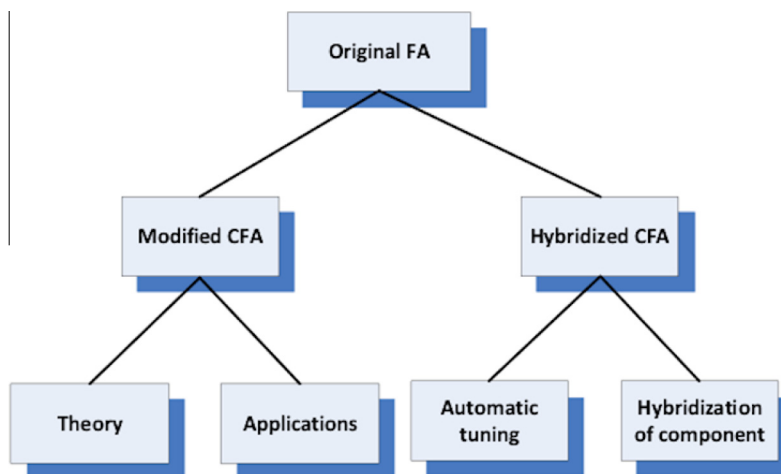 Original FA
Modified CFA
Hybridized CFA
Theory
Applications
Automatic
tuning
Hybridization
of component